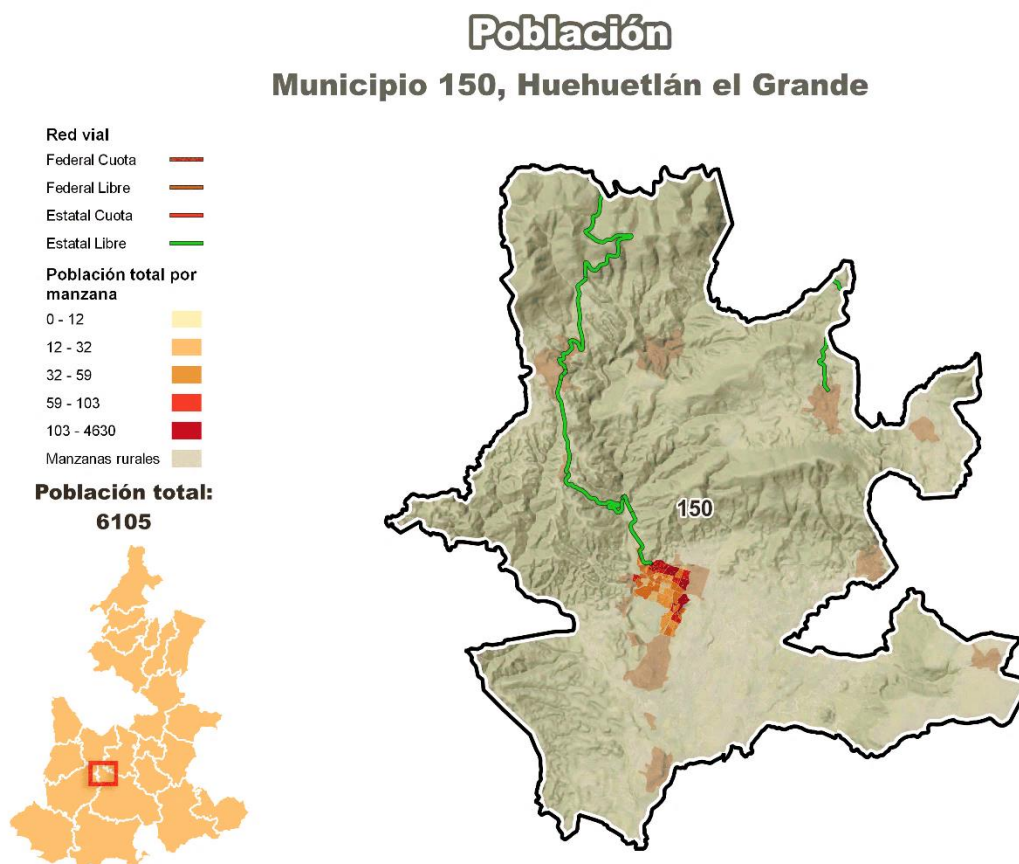 Población
Municipio 150, Huehuetlán el Grande
Red vial
Federal Cuota
Federal Libre
Estatal Cuota
Estatal Libre
Población total por
manzana
0 - 12
12 - 32
32 - 59
59 - 103
103 - 4630
Manzanas rurales
Población total:
6105
150